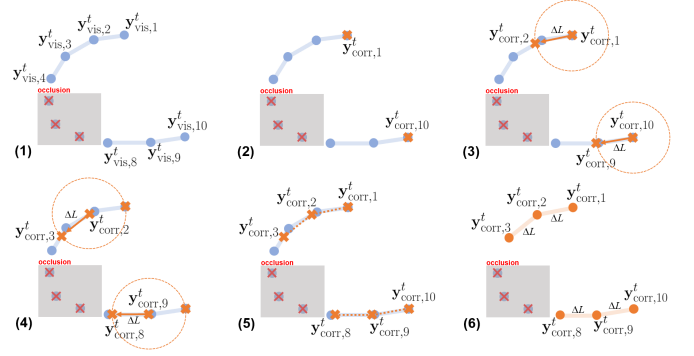 y^t_vis,1
y^t_vis,2
y^t_vis,3
y^t_vis,4
occlusion
y^t_vis,10
y^t_vis,8
y^t_vis,9
(1)
y^t_corr,1
occlusion
y^t_corr,10
(2)
y^t_corr,2
ΔL
y^t_corr,1
occlusion
y^t_corr,10
ΔL
y^t_corr,9
(3)
ΔL
y^t_corr,3
y^t_corr,2
occlusion
y^t_corr,9
ΔL
y^t_corr,8
(4)
y^t_corr,1
y^t_corr,2
y^t_corr,3
occlusion
y^t_corr,10
y^t_corr,8
y^t_corr,9
(5)
y^t_corr,1
y^t_corr,2
ΔL
y^t_corr,3
ΔL
occlusion
y^t_corr,10
ΔL
ΔL
y^t_corr,8
y^t_corr,9
(6)